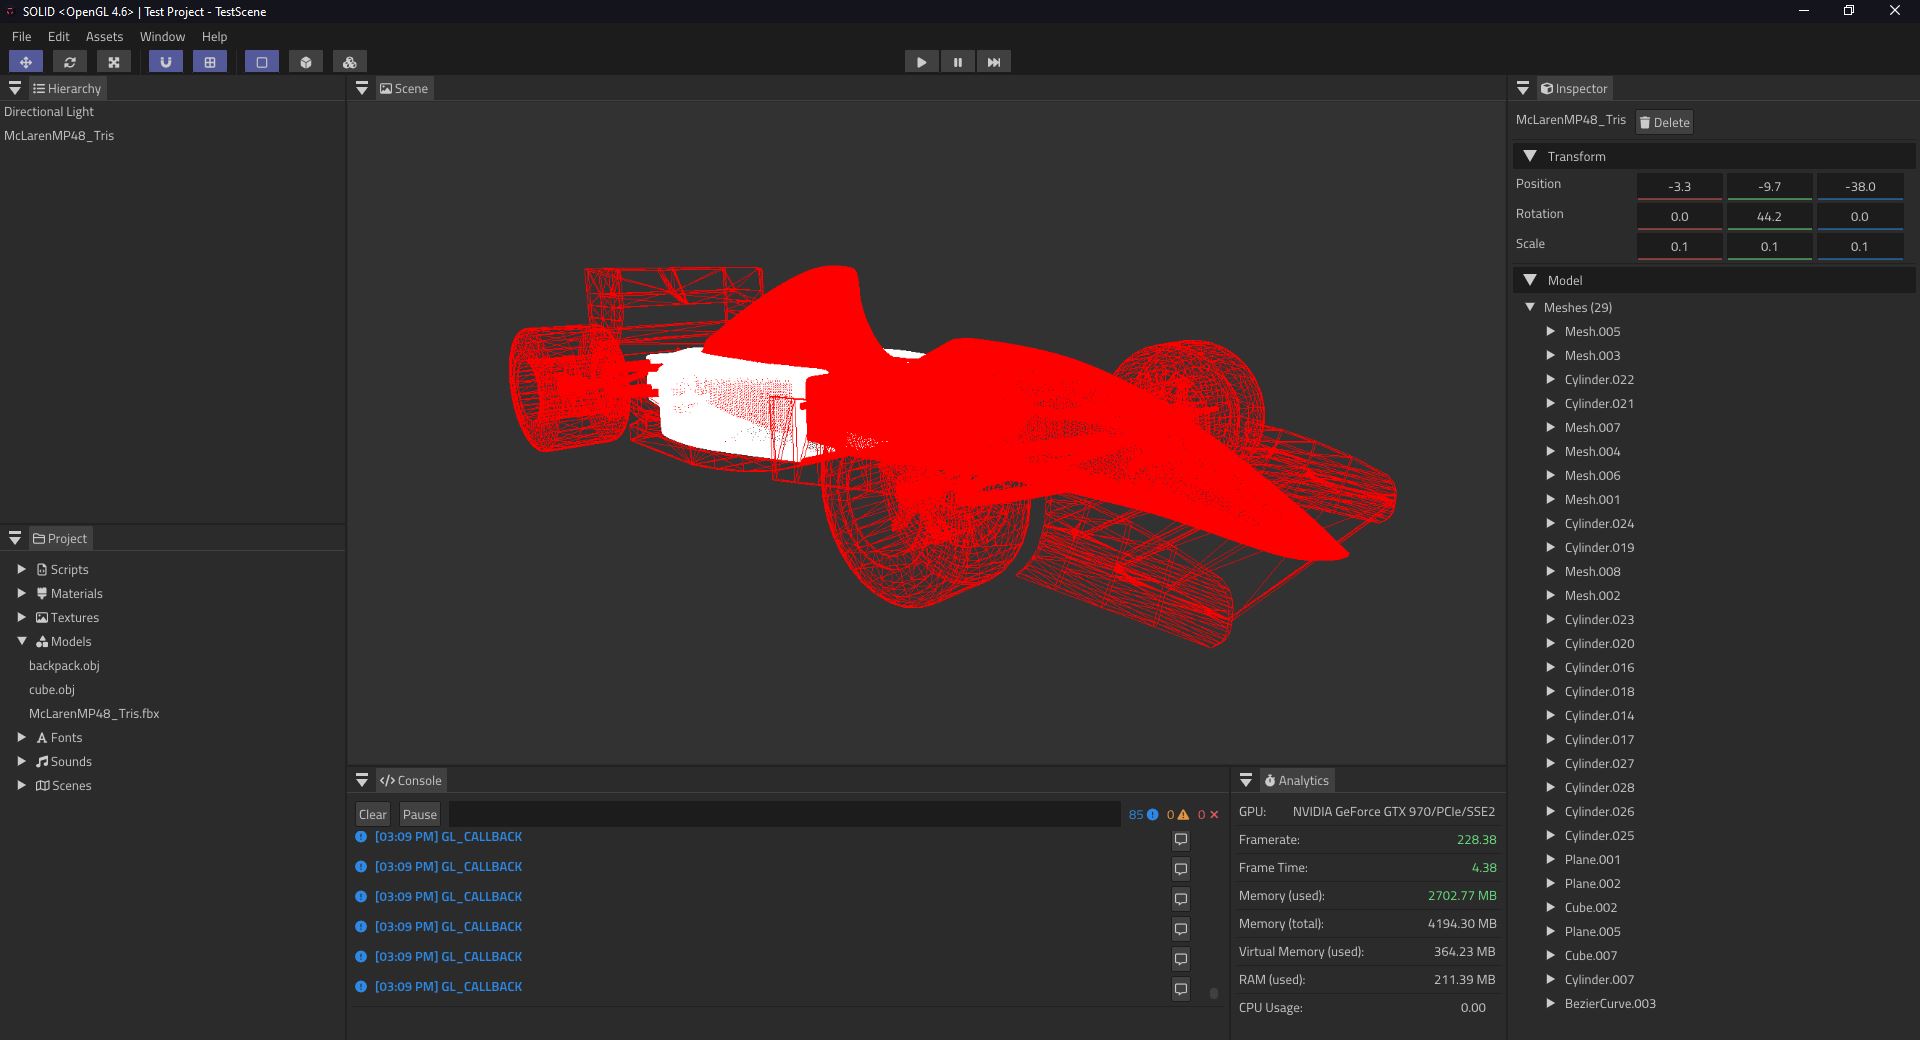 SOLID <OpenGL 4.6> | Test Project - TestScene
File Edit Assets Window Help
Hierarchy
Directional Light
McLarenMP48_Tris
Project
Scripts
Materials
Textures
Models
backpack.obj
cube.obj
McLarenMP48_Tris.fbx
Fonts
Sounds
Scenes
Scene
Console
Clear Pause 85 0 0
[03:09 PM] GL_CALLBACK
[03:09 PM] GL_CALLBACK
[03:09 PM] GL_CALLBACK
[03:09 PM] GL_CALLBACK
[03:09 PM] GL_CALLBACK
[03:09 PM] GL_CALLBACK
Analytics
GPU: NVIDIA GeForce GTX 970/PCIe/SSE2
Framerate: 228.38
Frame Time: 4.38
Memory (used): 2702.77 MB
Memory (total): 4194.30 MB
Virtual Memory (used): 364.23 MB
RAM (used): 211.39 MB
CPU Usage: 0.00
Inspector
McLarenMP48_Tris Delete
Transform
Position -3.3 -9.7 -38.0
Rotation 0.0 44.2 0.0
Scale 0.1 0.1 0.1
Model
Meshes (29)
Mesh.005
Mesh.003
Cylinder.022
Cylinder.021
Mesh.007
Mesh.004
Mesh.006
Mesh.001
Cylinder.024
Cylinder.019
Mesh.008
Mesh.002
Cylinder.023
Cylinder.020
Cylinder.016
Cylinder.018
Cylinder.014
Cylinder.017
Cylinder.027
Cylinder.028
Cylinder.026
Cylinder.025
Plane.001
Plane.002
Cube.002
Plane.005
Cube.007
Cylinder.007
BezierCurve.003